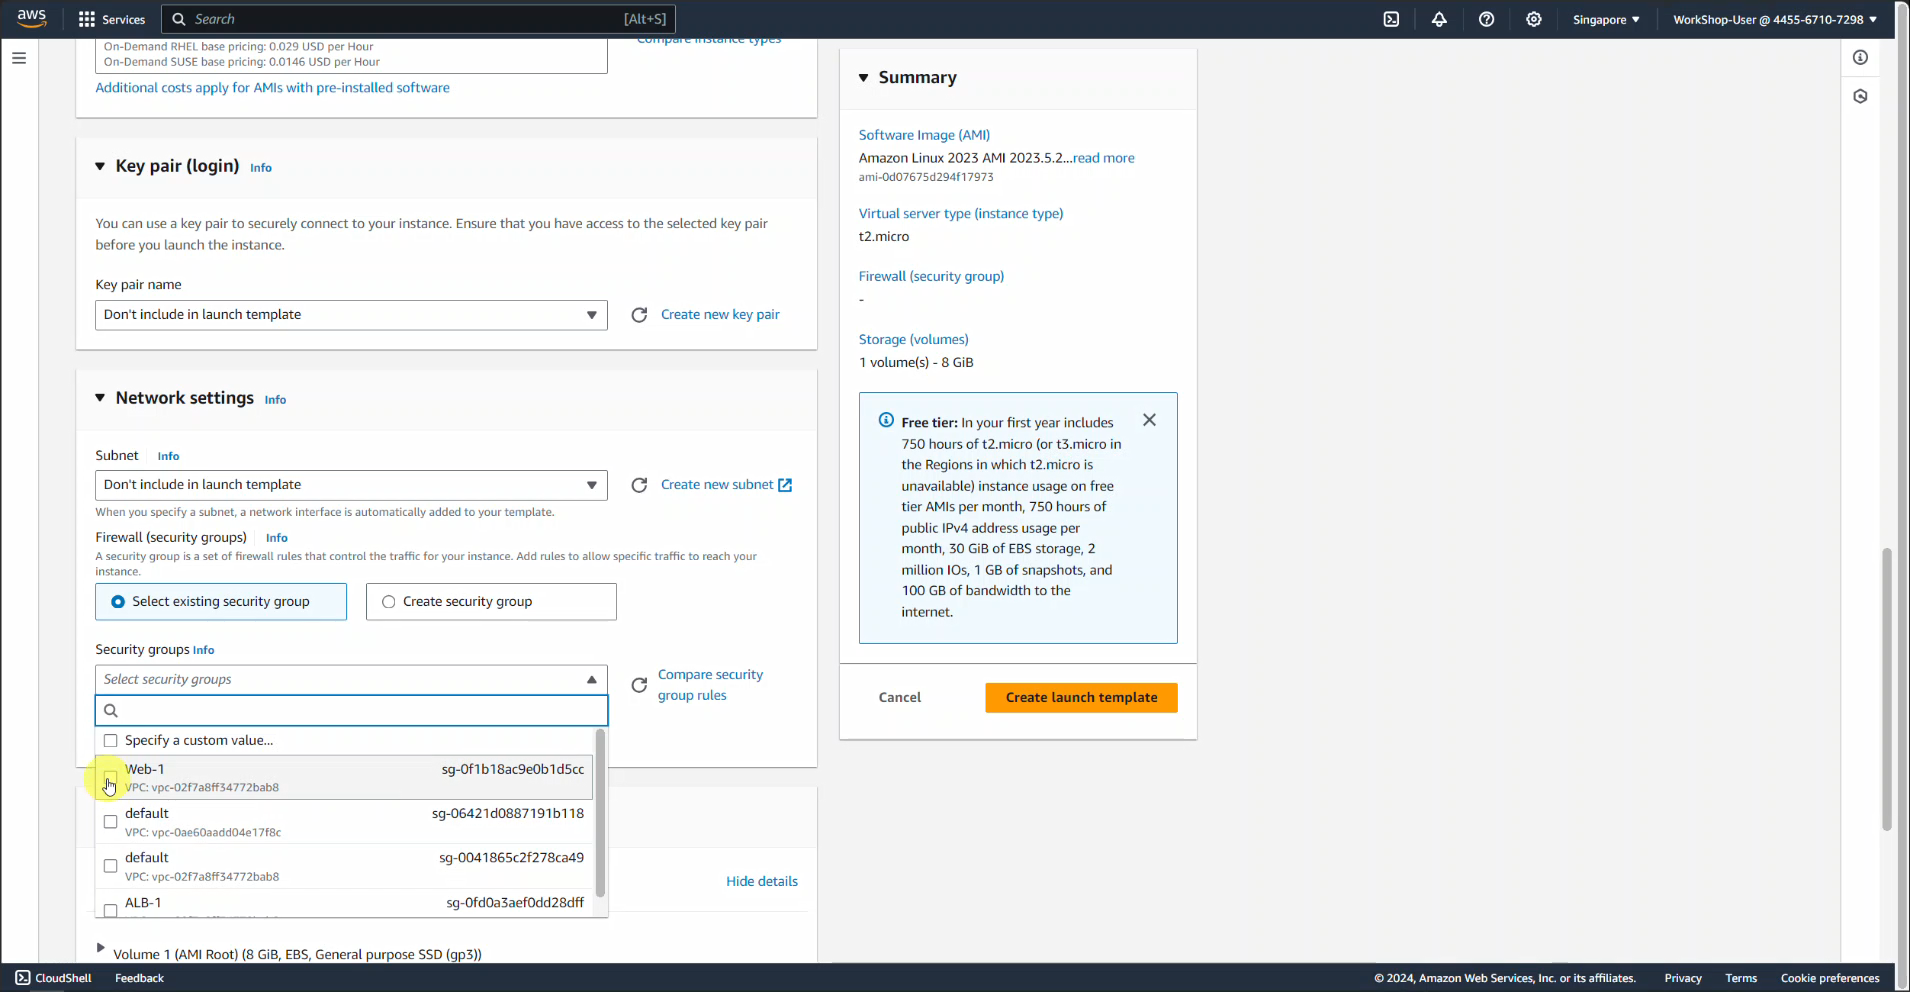 aws
Services
Search
[Alt+S]
Singapore
WorkShop-User @ 4455-6710-7298
On-Demand RHEL base pricing: 0.029 USD per Hour
On-Demand SUSE base pricing: 0.0146 USD per Hour
Compare instance types
Additional costs apply for AMIs with pre-installed software
Key pair (login) Info
You can use a key pair to securely connect to your instance. Ensure that you have access to the selected key pair
before you launch the instance.
Key pair name
Don't include in launch template
Create new key pair
Network settings Info
Subnet Info
Don't include in launch template
Create new subnet
When you specify a subnet, a network interface is automatically added to your template.
Firewall (security groups) Info
A security group is a set of firewall rules that control the traffic for your instance. Add rules to allow specific traffic to reach your
instance.
Select existing security group
Create security group
Security groups Info
Select security groups
Compare security
group rules
Specify a custom value...
Web-1 sg-0f1b18ac9e0b1d5cc
VPC: vpc-02f7a8ff34772bab8
default sg-06421d0887191b118
VPC: vpc-0ae60aadd04e17f8c
default sg-0041865c2f278ca49
VPC: vpc-02f7a8ff34772bab8
ALB-1 sg-0fd0a3aef0dd28dff
Hide details
Volume 1 (AMI Root) (8 GiB, EBS, General purpose SSD (gp3))
Summary
Software Image (AMI)
Amazon Linux 2023 AMI 2023.5.2...read more
ami-0d07675d294f17973
Virtual server type (instance type)
t2.micro
Firewall (security group)
-
Storage (volumes)
1 volume(s) - 8 GiB
Free tier: In your first year includes
750 hours of t2.micro (or t3.micro in
the Regions in which t2.micro is
unavailable) instance usage on free
tier AMIs per month, 750 hours of
public IPv4 address usage per
month, 30 GiB of EBS storage, 2
million IOs, 1 GB of snapshots, and
100 GB of bandwidth to the
internet.
Cancel
Create launch template
CloudShell
Feedback
© 2024, Amazon Web Services, Inc. or its affiliates.
Privacy
Terms
Cookie preferences